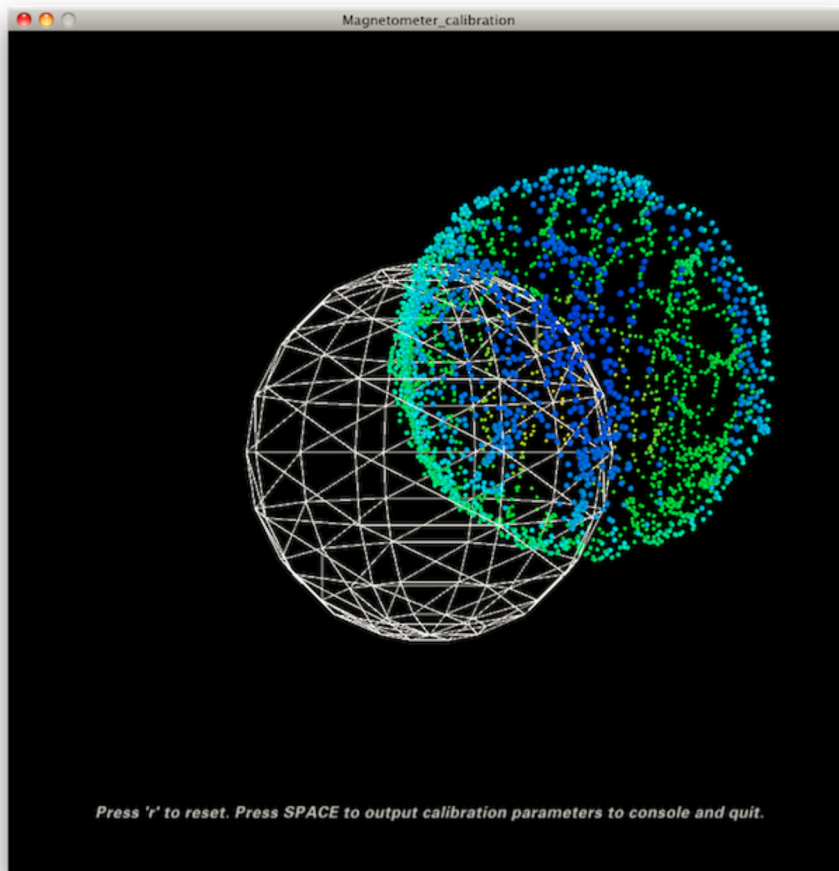 Magnetometer_calibration
Press 'r' to reset. Press SPACE to output calibration parameters to console and quit.